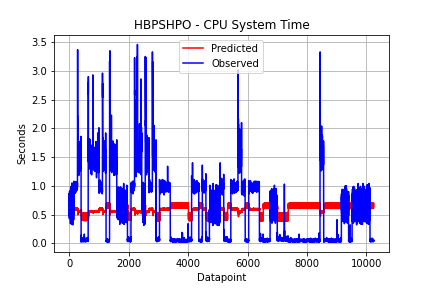 HBPSHPO - CPU System Time
Predicted
Observed
3.5
3.0
2.5
2.0
1.5
1.0
0.5
0.0
Seconds
0
2000
4000
6000
8000
10000
Datapoint